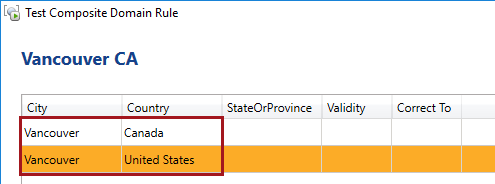 Test Composite Domain Rule
Vancouver CA
City Country StateOrProvince Validity Correct To
Vancouver Canada
Vancouver United States